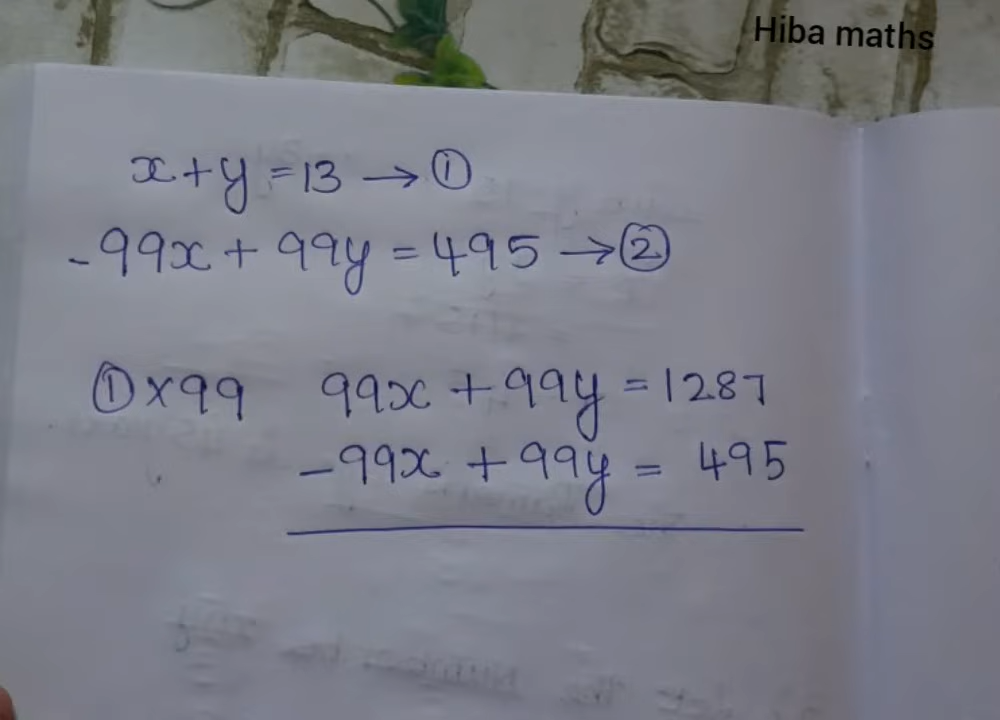 Hiba maths
x+y=13 → ①
-99x + 99y = 495 → ②
① x 99 99x + 99y = 1287
-99x + 99y = 495